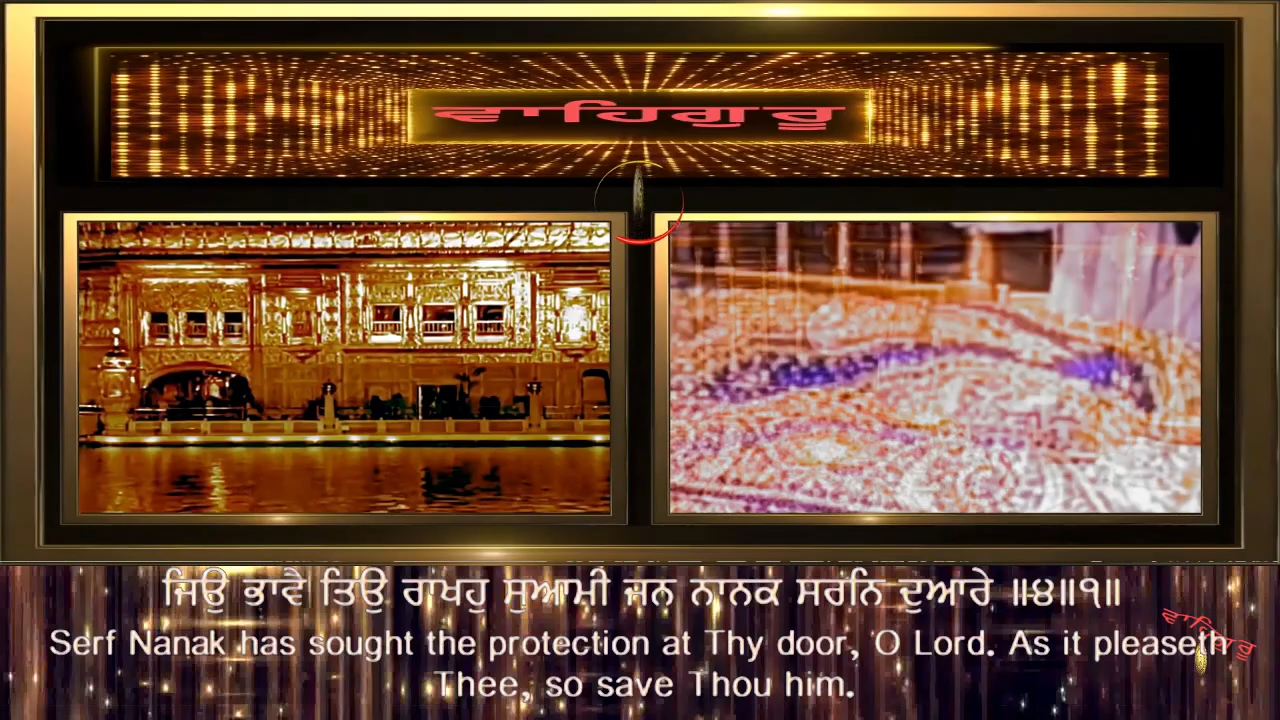 ਵਾਹਿਗੁਰੂ
ਜਿਉ ਭਾਵੈ ਤਿਉ ਰਾਖਹੁ ਸੁਆਮੀ ਜਨ ਨਾਨਕ ਸਰਨਿ ਦੁਆਰੇ ॥੪॥੧॥
ਵਾਹਿਗੁਰੂ
Serf Nanak has sought the protection at Thy door, O Lord. As it pleaseth
Thee, so save Thou him.